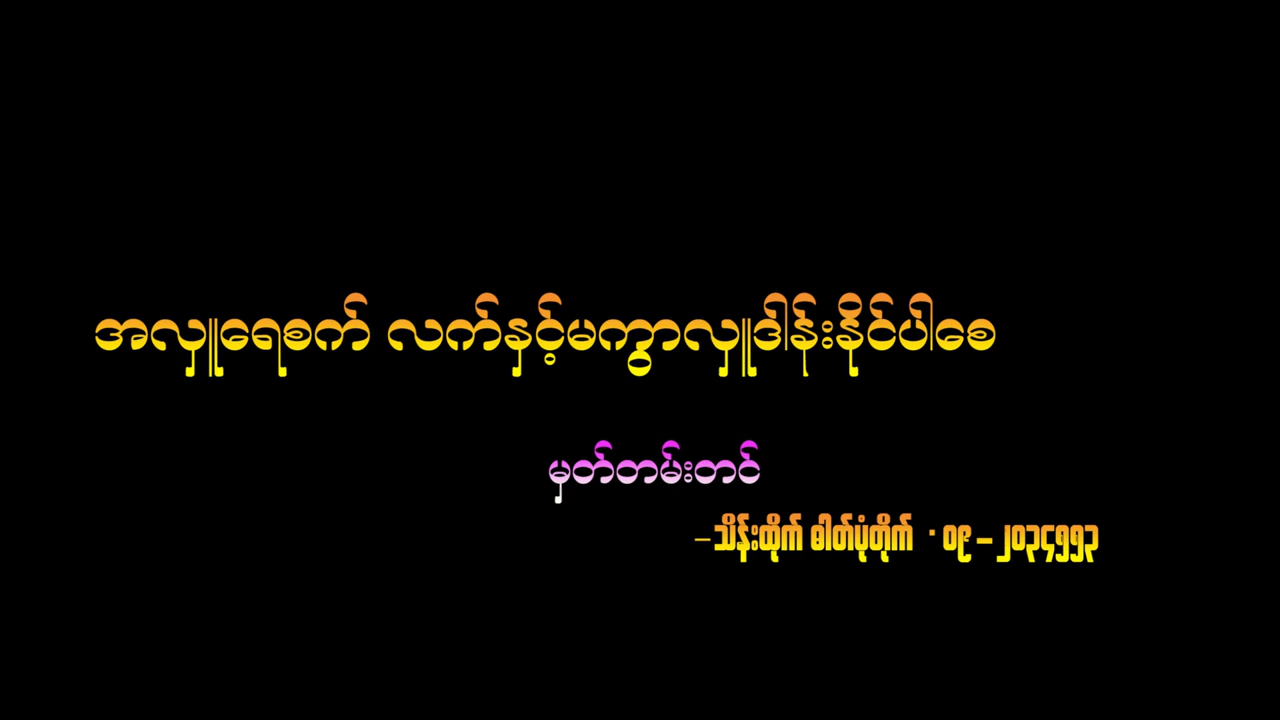 အလှူရေစက် လက်နှင့်မကွာလှူဒါန်းနိုင်ပါစေ
မှတ်တမ်းတင်
–သိန်းထိုက် ဓါတ်ပုံတိုက် · ၀၉ – ၂၀၃၄၅၅၃